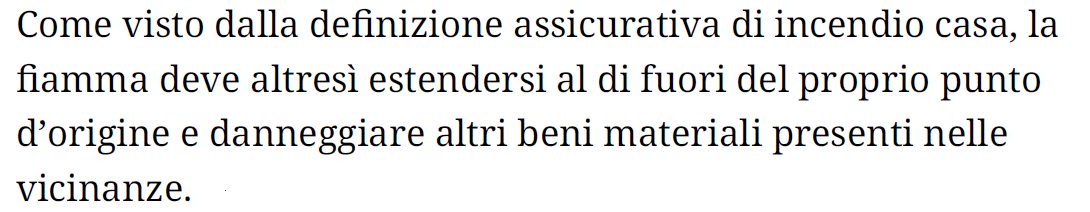 Come visto dalla definizione assicurativa di incendio casa, la
fiamma deve altresì estendersi al di fuori del proprio punto
d’origine e danneggiare altri beni materiali presenti nelle
vicinanze.